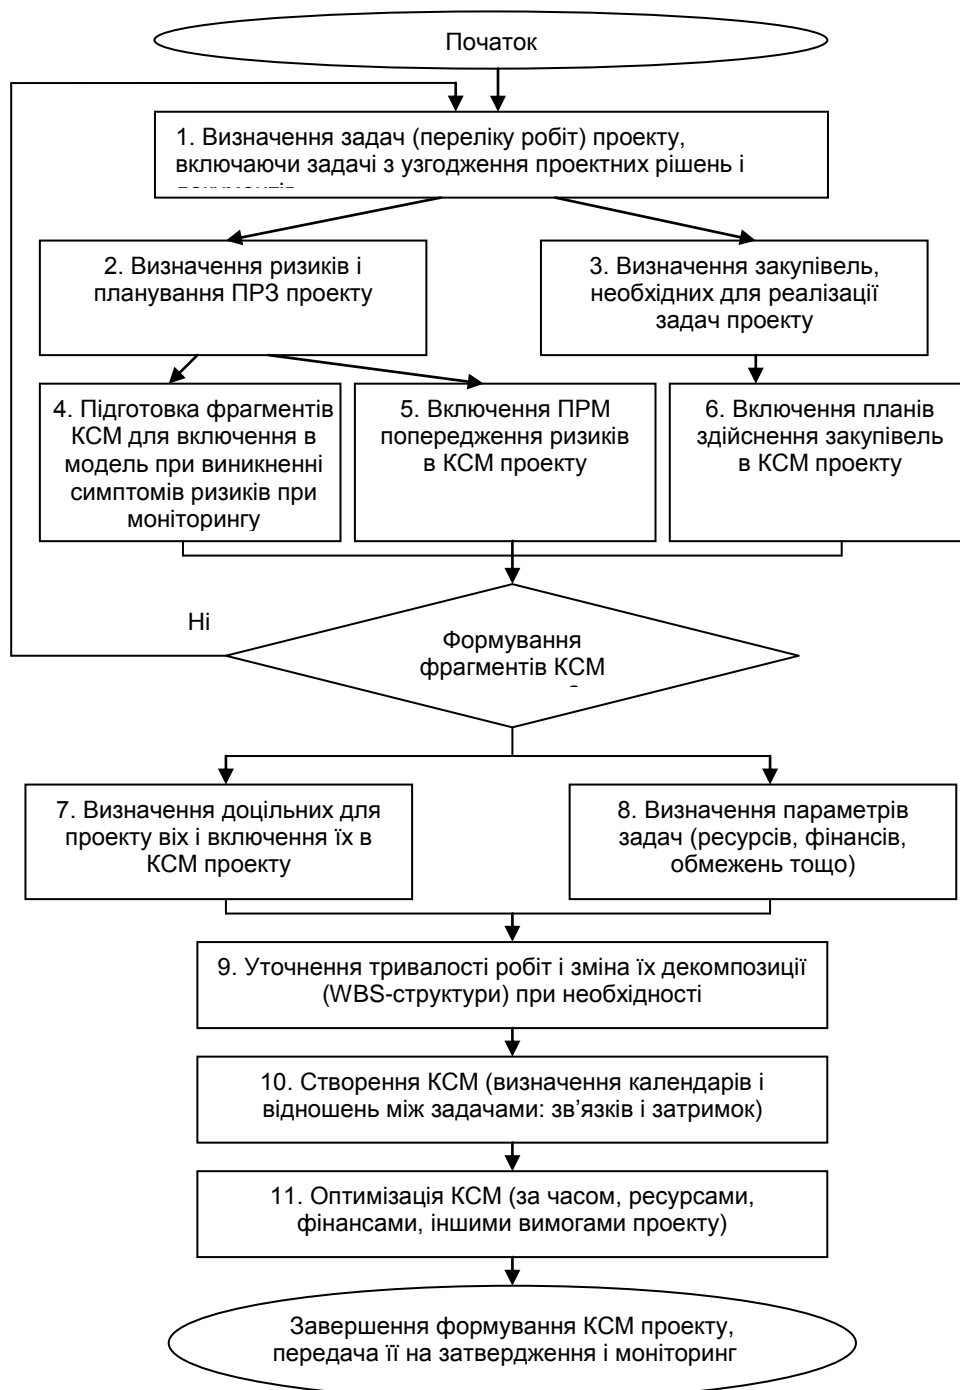 Початок
1. Визначення задач (переліку робіт) проекту,
включаючи задачі з узгодження проектних рішень і
2. Визначення ризиків і
планування ПРЗ проекту
3. Визначення закупівель,
необхідних для реалізації
задач проекту
4. Підготовка фрагментів
КСМ для включення в
модель при виникненні
симптомів ризиків при
моніторингу
5. Включення ПРМ
попередження ризиків
в КСМ проекту
6. Включення планів
здійснення закупівель
в КСМ проекту
Ні
Формування
фрагментів КСМ
7. Визначення доцільних для
проекту віх і включення їх в
КСМ проекту
8. Визначення параметрів
задач (ресурсів, фінансів,
обмежень тощо)
9. Уточнення тривалості робіт і зміна їх декомпозиції
(WBS-структури) при необхідності
10. Створення КСМ (визначення календарів і
відношень між задачами: зв’язків і затримок)
11. Оптимізація КСМ (за часом, ресурсами,
фінансами, іншими вимогами проекту)
Завершення формування КСМ проекту,
передача її на затвердження і моніторинг